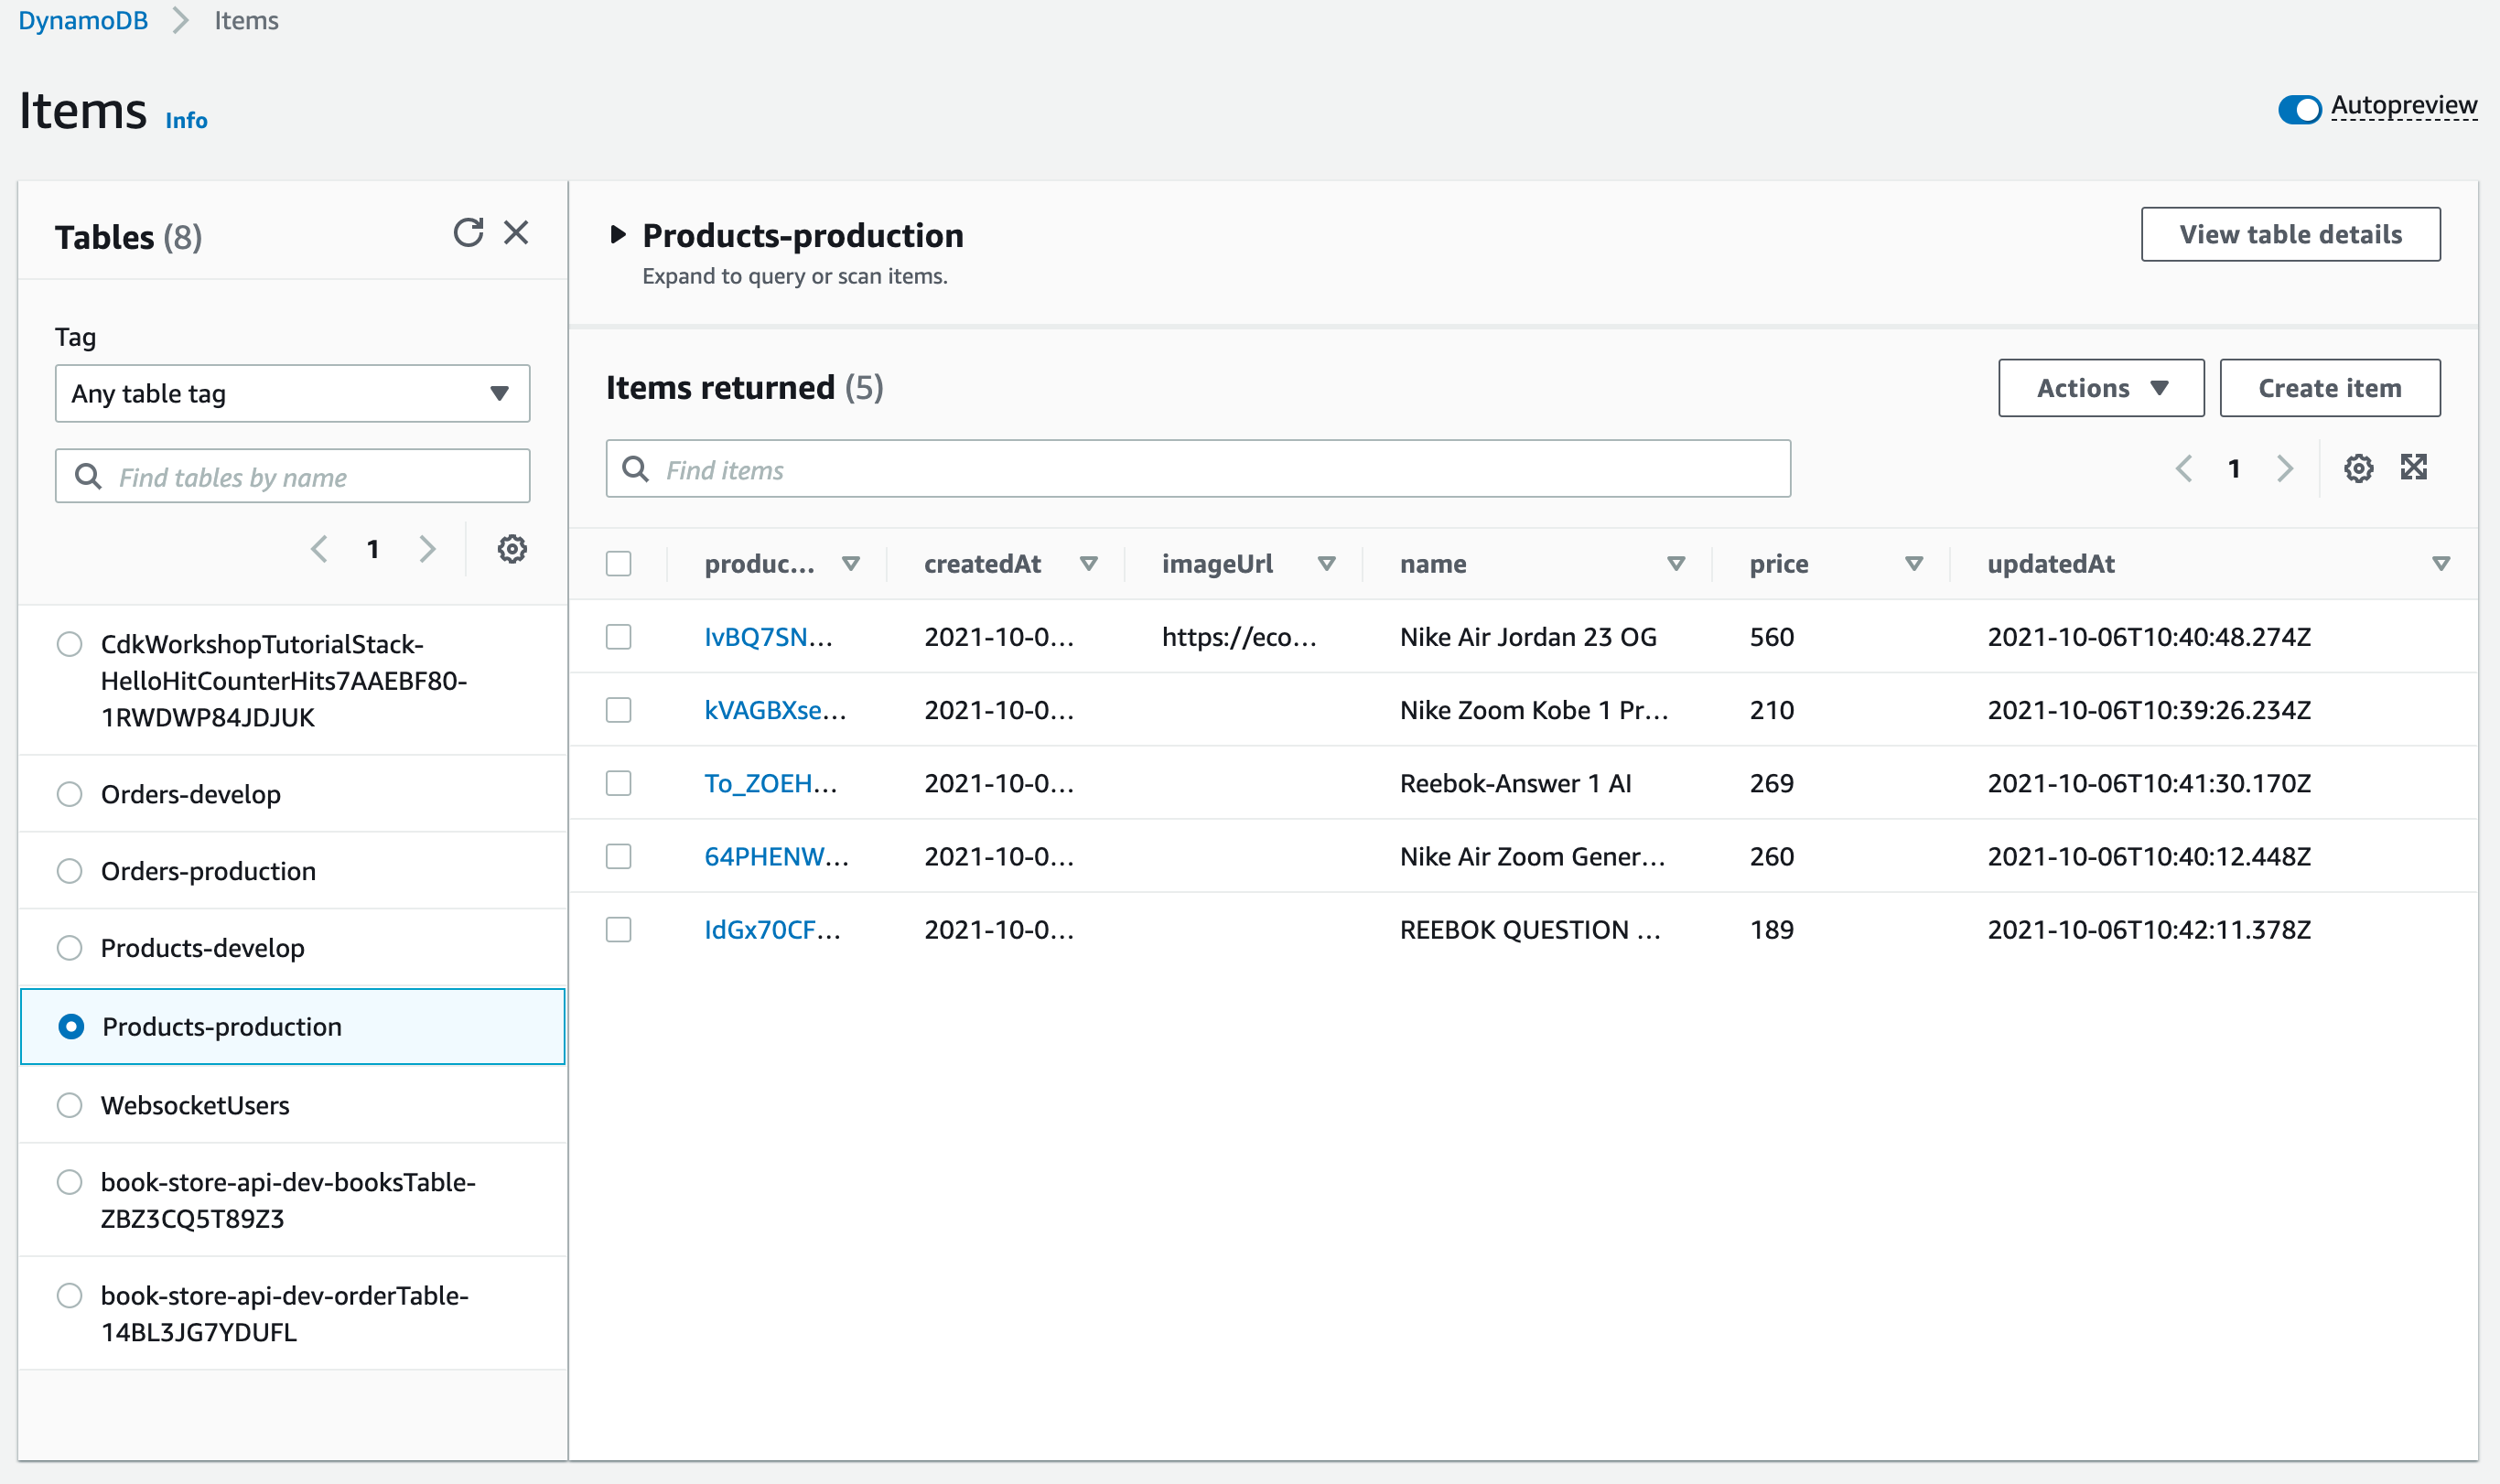 DynamoDB > Items
Items Info
Autopreview
Tables (8)
Tag
Any table tag
Find tables by name
1
CdkWorkshopTutorialStack-
HelloHitCounterHits7AAEBF80-
1RWDWP84JDJUK
Orders-develop
Orders-production
Products-develop
Products-production
WebsocketUsers
book-store-api-dev-booksTable-
ZBZ3CQ5T89Z3
book-store-api-dev-orderTable-
14BL3JG7YDUFL
Products-production
Expand to query or scan items.
View table details
Items returned (5)
Actions
Create item
Find items
1
produc... createdAt imageUrl name price updatedAt
IvBQ7SN... 2021-10-0... https://eco... Nike Air Jordan 23 OG 560 2021-10-06T10:40:48.274Z
kVAGBXse... 2021-10-0... Nike Zoom Kobe 1 Pr... 210 2021-10-06T10:39:26.234Z
To_ZOEH... 2021-10-0... Reebok-Answer 1 AI 269 2021-10-06T10:41:30.170Z
64PHENW... 2021-10-0... Nike Air Zoom Gener... 260 2021-10-06T10:40:12.448Z
IdGx70CF... 2021-10-0... REEBOK QUESTION ... 189 2021-10-06T10:42:11.378Z